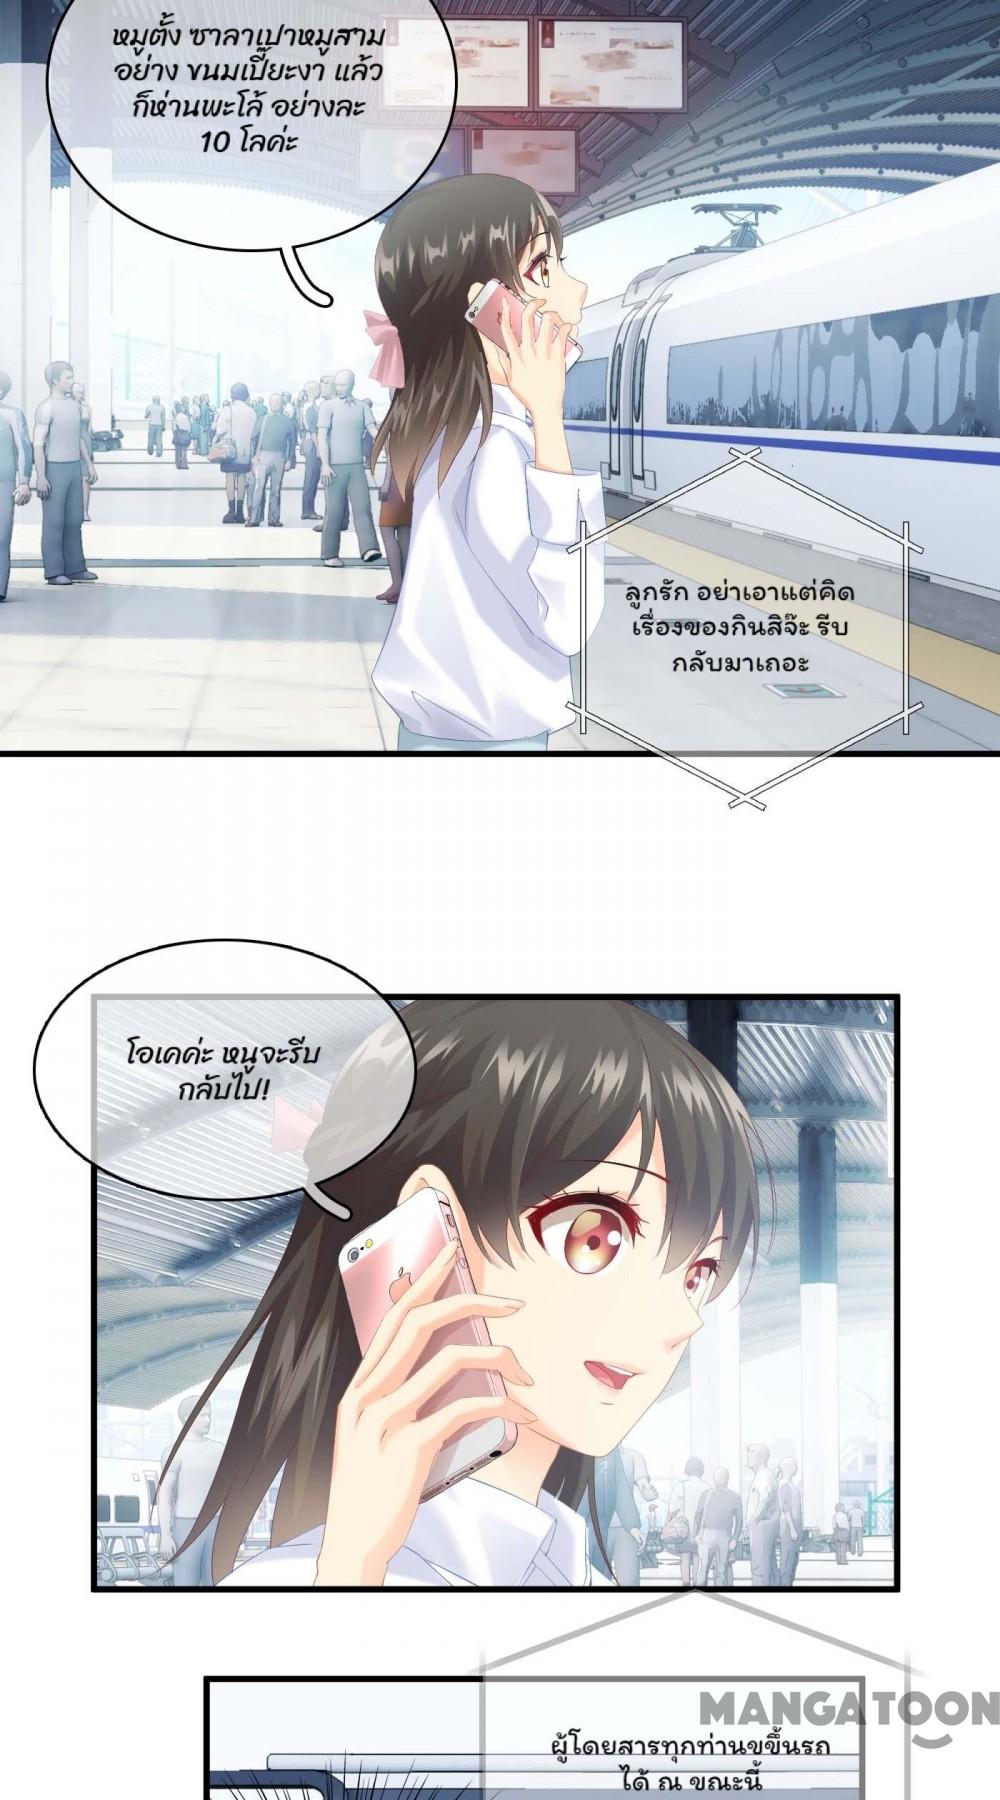 หมูตั้ง ซาลาเปาหมูสาม
อย่าง ขนมเปี๊ยะงา แล้ว
ก็ห่านพะโล้ อย่างละ
10 โลค่ะ
ลูกรัก อย่าเอาแต่คิด
เรื่องของกินสิจ๊ะ รีบ
กลับมาเถอะ
โอเคค่ะ หนูจะรีบ
กลับไป!
MANGATOON
ผู้โดยสารทุกท่านขขึ้นรถ
ได้ ณ ขณะนี้